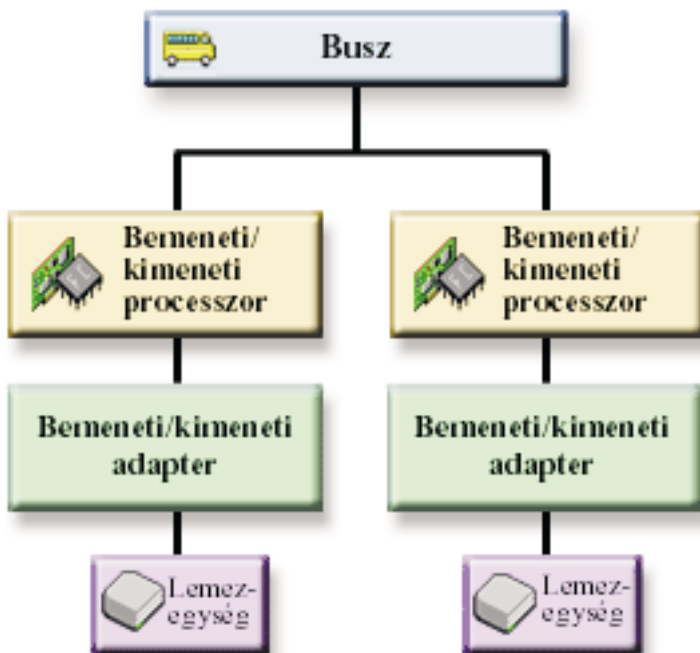 Busz
Bemeneti/
kimeneti
processzor
Bemeneti/
kimeneti
processzor
Bemeneti/kimeneti
adapter
Bemeneti/kimeneti
adapter
Lemez-
egység
Lemez-
egység